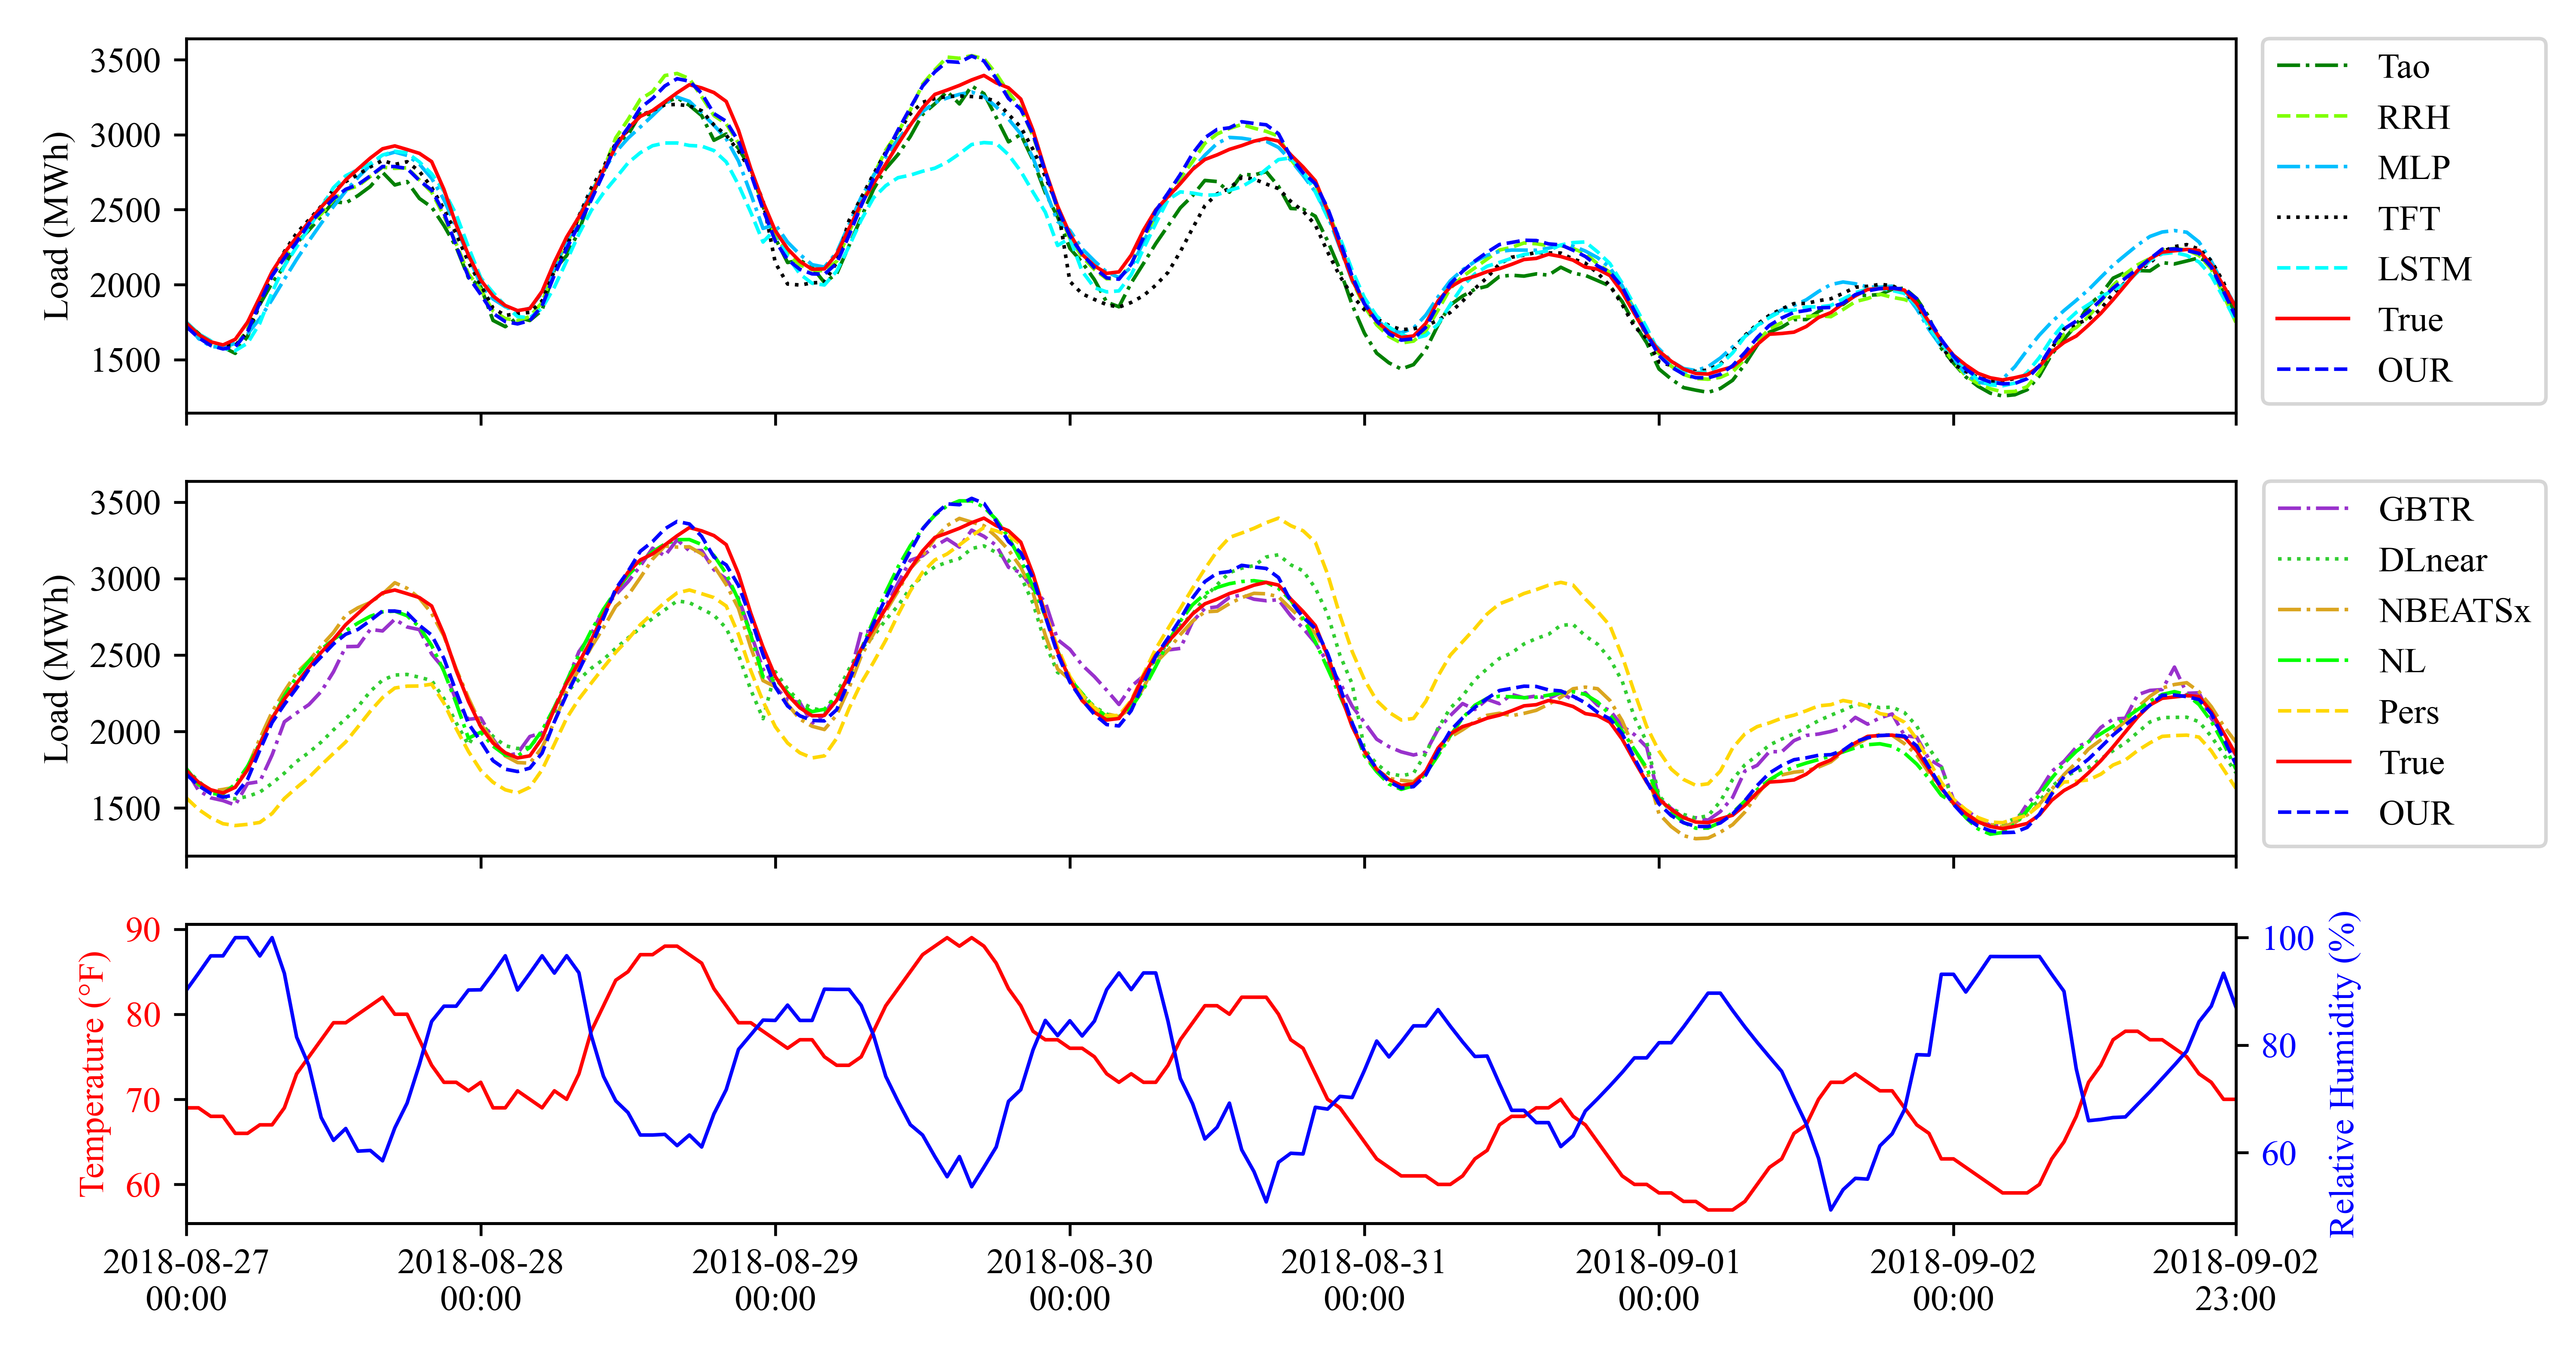 3500
3000
2500
2000
1500
Load (MWh)
Tao
RRH
MLP
TFT
LSTM
True
OUR
3500
3000
2500
2000
1500
Load (MWh)
GBTR
DLnear
NBEATSx
NL
Pers
True
OUR
90
80
70
60
Temperature (°F)
100
80
60
Relative Humidity (%)
2018-08-27 2018-08-28 2018-08-29 2018-08-30 2018-08-31 2018-09-01 2018-09-02 2018-09-02
00:00 00:00 00:00 00:00 00:00 00:00 00:00 23:00